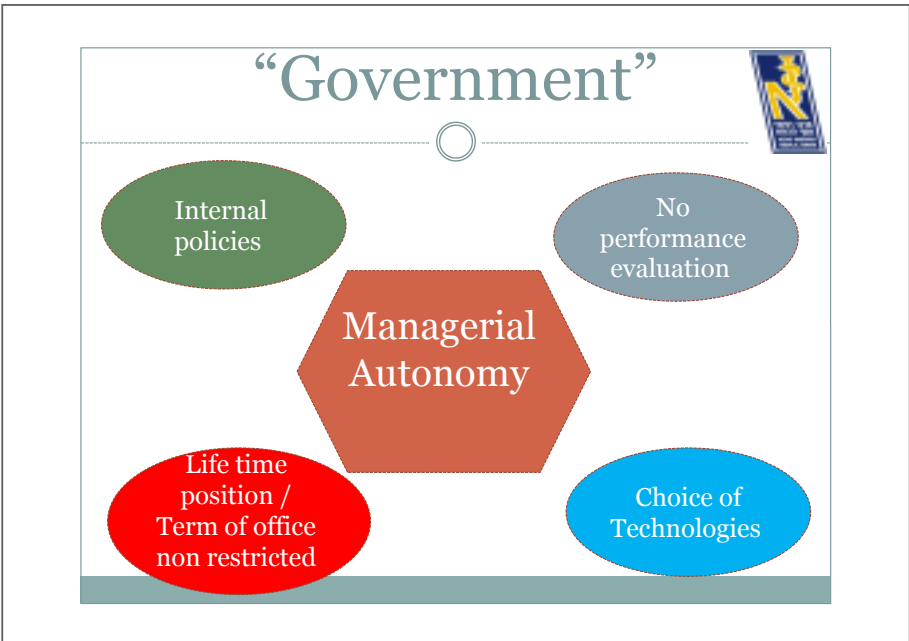 “Government”
Internal
policies
No
performance
evaluation
Managerial
Autonomy
Life time
position /
Term of office
non restricted
Choice of
Technologies